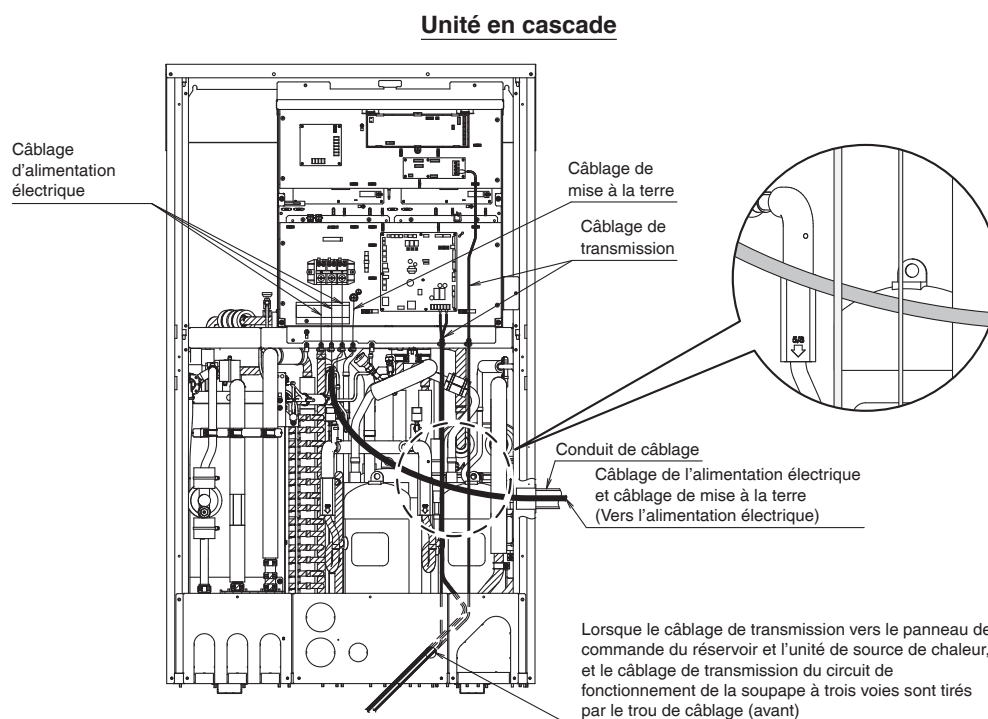 Unité en cascade
Câblage
d'alimentation
électrique
Câblage de
mise à la terre
Câblage de
transmission
Conduit de câblage
Câblage de l'alimentation électrique
et câblage de mise à la terre
(Vers l'alimentation électrique)
Lorsque le câblage de transmission vers le panneau de
commande du réservoir et l'unité de source de chaleur,
et le câblage de transmission du circuit de
fonctionnement de la soupape à trois voies sont tirés
par le trou de câblage (avant)